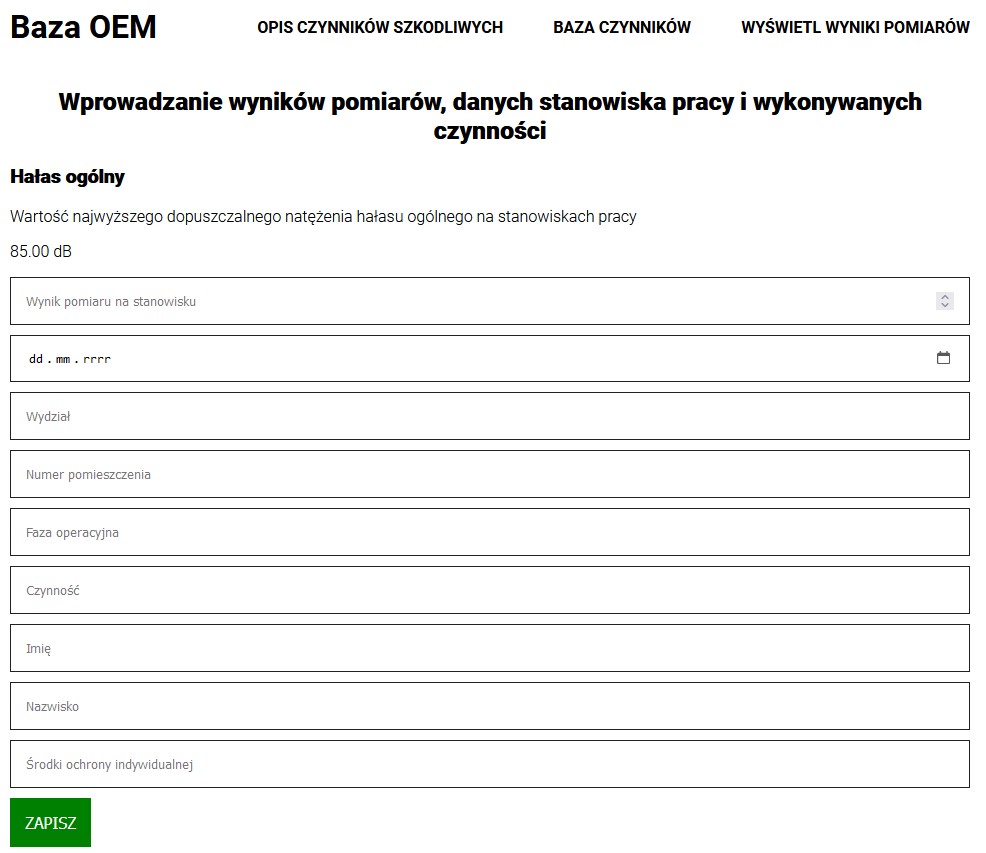 Baza OEM
OPIS CZYNNIKÓW SZKODLIWYCH
BAZA CZYNNIKÓW
WYŚWIETL WYNIKI POMIARÓW
Wprowadzanie wyników pomiarów, danych stanowiska pracy i wykonywanych
czynności
Hałas ogólny
Wartość najwyższego dopuszczalnego natężenia hałasu ogólnego na stanowiskach pracy
85.00 dB
Wynik pomiaru na stanowisku
dd . mm . rrrr
Wydział
Numer pomieszczenia
Faza operacyjna
Czynność
Imię
Nazwisko
Środki ochrony indywidualnej
ZAPISZ